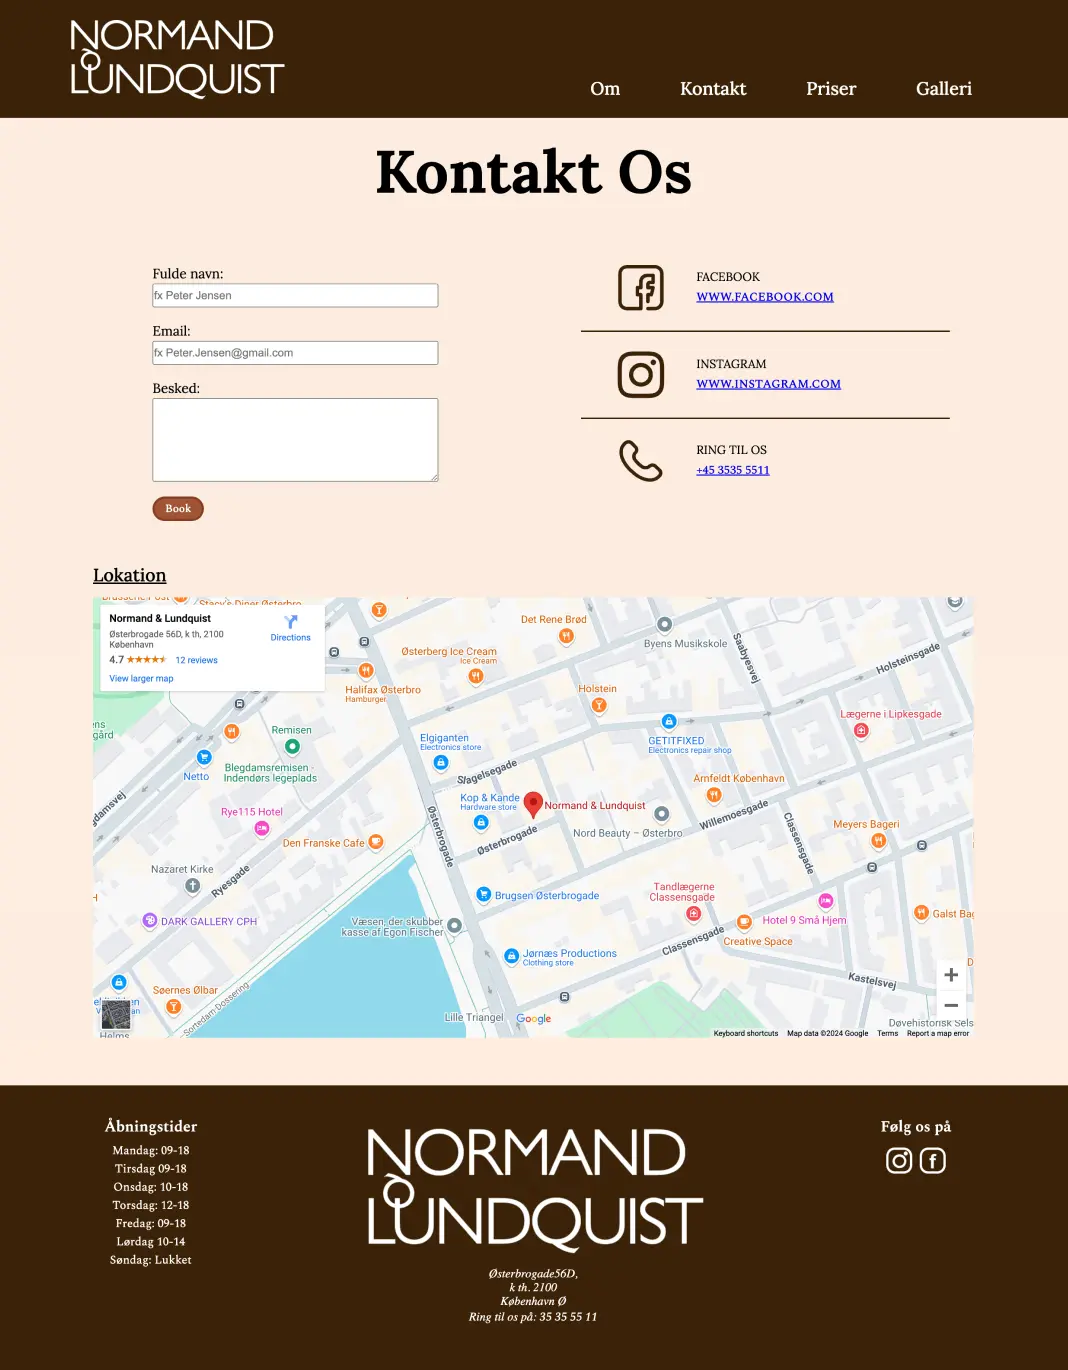 NORMAND
LUNDQUIST
Om
Kontakt
Priser
Galleri
Kontakt Os
Fulde navn:
fx Peter Jensen
Email:
fx Peter.Jensen@gmail.com
Besked:
Book
FACEBOOK
WWW.FACEBOOK.COM
INSTAGRAM
WWW.INSTAGRAM.COM
RING TIL OS
+45 3535 5511
Lokation
Normand & Lundquist
Østerbrogade 56D, k th, 2100
København
4.7
12 reviews
View larger map
Directions
Stacy's Diner Østerbro
Det Rene Brød
Byens Musikskole
Saabyesvej
Holsteinsgade
Østerberg Ice Cream
Ice Cream
Halifax Østerbro
Hamburger
Holstein
Lægerne i Lipkesgade
Remisen
Elgiganten
Electronics store
GETITFIXED
Electronics repair shop
Netto
Blegdamsremisen -
Indendørs legeplads
Slagelsegade
Arnfeldt København
Rye115 Hotel
Kop & Kande
Hardware store
Normand & Lundquist
Willemoesgade
Østerbrogade
Nord Beauty – Østerbro
Classensgade
Meyers Bageri
Den Franske Cafe
Østerbrogade
Nazaret Kirke
Ryesgade
Brugsen Østerbrogade
Tandlægerne
Classensgade
DARK GALLERY CPH
Væsen, der skubber
kasse af Egon Fischer
Hotel 9 Små Hjem
Creative Space
Classensgade
Jørnæs Productions
Clothing store
Kastelsvej
Søernes Ølbar
Sortedam Dossering
Lille Triangel
Google
Keyboard shortcuts
Map data ©2024 Google
Terms
Report a map error
Åbningstider
Mandag: 09-18
Tirsdag 09-18
Onsdag: 10-18
Torsdag: 12-18
Fredag: 09-18
Lørdag 10-14
Søndag: Lukket
NORMAND
LUNDQUIST
Østerbrogade56D,
k th. 2100
København Ø
Ring til os på: 35 35 55 11
Følg os på